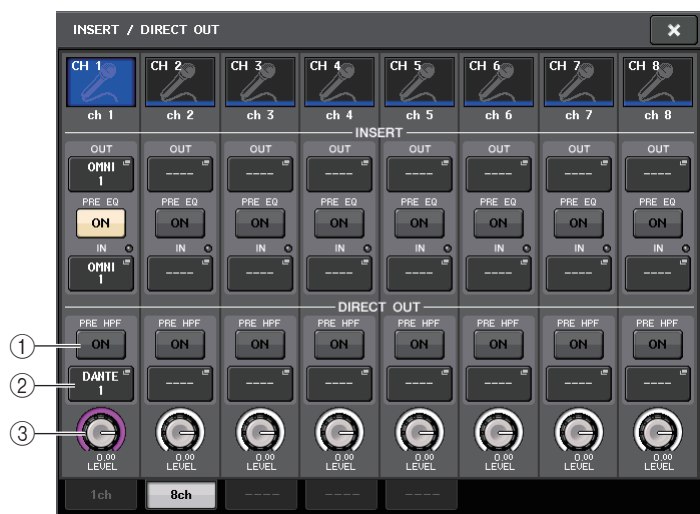 INSERT / DIRECT OUT
CH 1 CH 2 CH 3 CH 4 CH 5 CH 6 CH 7 CH 8
ch 1 ch 2 ch 3 ch 4 ch 5 ch 6 ch 7 ch 8
INSERT
OUT OUT OUT OUT OUT OUT OUT OUT
OMNI 1 ---- ---- ---- ---- ---- ---- ----
PRE EQ PRE EQ PRE EQ PRE EQ PRE EQ PRE EQ PRE EQ PRE EQ
ON ON ON ON ON ON ON ON
IN IN IN IN IN IN IN IN
OMNI 1 ---- ---- ---- ---- ---- ---- ----
DIRECT OUT
PRE HPF PRE HPF PRE HPF PRE HPF PRE HPF PRE HPF PRE HPF PRE HPF
① ON ON ON ON ON ON ON ON
② DANTE 1 ---- ---- ---- ---- ---- ---- ----
③ 0.00 0.00 0.00 0.00 0.00 0.00 0.00 0.00
LEVEL LEVEL LEVEL LEVEL LEVEL LEVEL LEVEL LEVEL
1ch 8ch ---- ---- ----